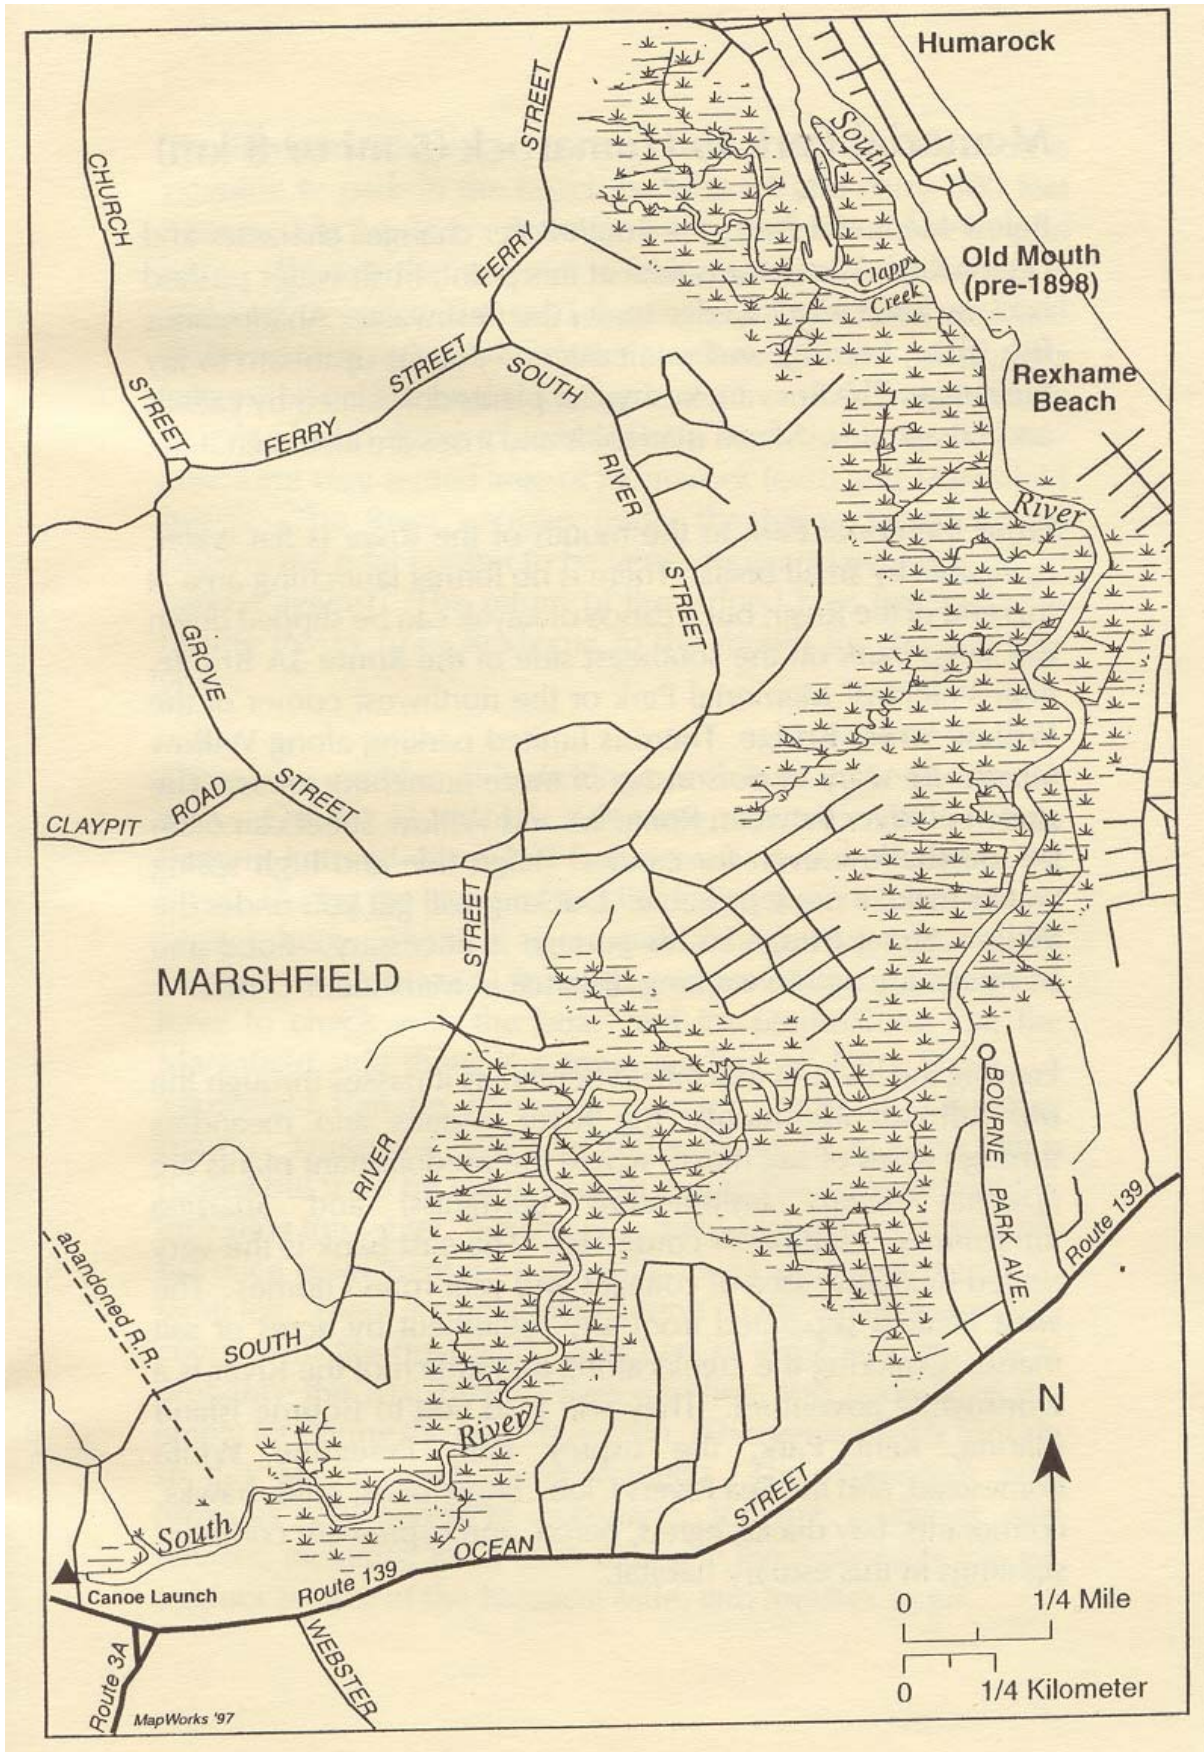 Humarock
STREET
CHURCH
South
FERRY
Old Mouth
(pre-1898)
Clapp
Creek
STREET
SOUTH
Rexhame
Beach
STREET
FERRY
RIVER
River
STREET
GROVE
ROAD
STREET
CLAYPIT
STREET
MARSHFIELD
BOURNE PARK AVE.
RIVER
Route 139
abandoned R.R.
SOUTH
N
River
STREET
South
OCEAN
Canoe Launch
Route 139
0 1/4 Mile
WEBSTER
Route 3A
0 1/4 Kilometer
MapWorks '97